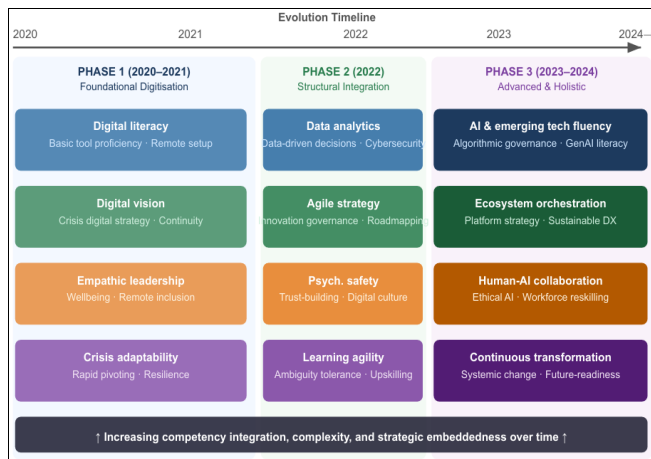 Evolution Timeline
2020 2021 2022 2023 2024—
PHASE 1 (2020–2021)
Foundational Digitisation
PHASE 2 (2022)
Structural Integration
PHASE 3 (2023–2024)
Advanced & Holistic
Digital literacy
Basic tool proficiency · Remote setup
Data analytics
Data-driven decisions · Cybersecurity
AI & emerging tech fluency
Algorithmic governance · GenAI literacy
Digital vision
Crisis digital strategy · Continuity
Agile strategy
nnovation governance · Roadmapping
Ecosystem orchestration
Platform strategy · Sustainable DX
Empathic leadership
Wellbeing · Remote inclusion
Psych. safety
Trust-building · Digital culture
Human-AI collaboration
Ethical AI · Workforce reskilling
Crisis adaptability
Rapid pivoting · Resilience
Learning agility
Ambiguity tolerance · Upskilling
Continuous transformation
Systemic change · Future-readiness
↑ Increasing competency integration, complexity, and strategic embeddedness over time ↑